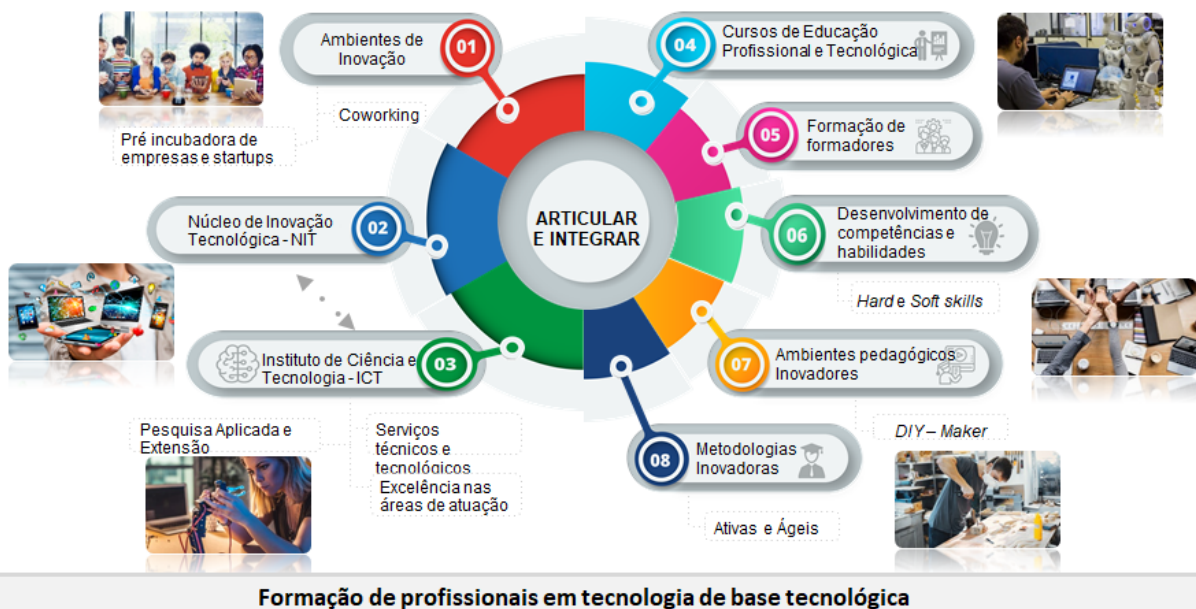 01
Ambientes de
Inovação
Coworking
Pré incubadora de
empresas e startups
02
Núcleo de Inovação
Tecnológica - NIT
03
Instituto de Ciência e
Tecnologia - ICT
Pesquisa Aplicada e
Extensão
Serviços
técnicos e
tecnológicos
Excelência nas
áreas de atuação
ARTICULAR
E INTEGRAR
04
Cursos de Educação
Profissional e Tecnológica
05
Formação de
formadores
06
Desenvolvimento de
competências e
habilidades
Hard e Soft skills
07
Ambientes pedagógicos
Inovadores
DIY – Maker
08
Metodologias
Inovadoras
Ativas e Ágeis
Formação de profissionais em tecnologia de base tecnológica